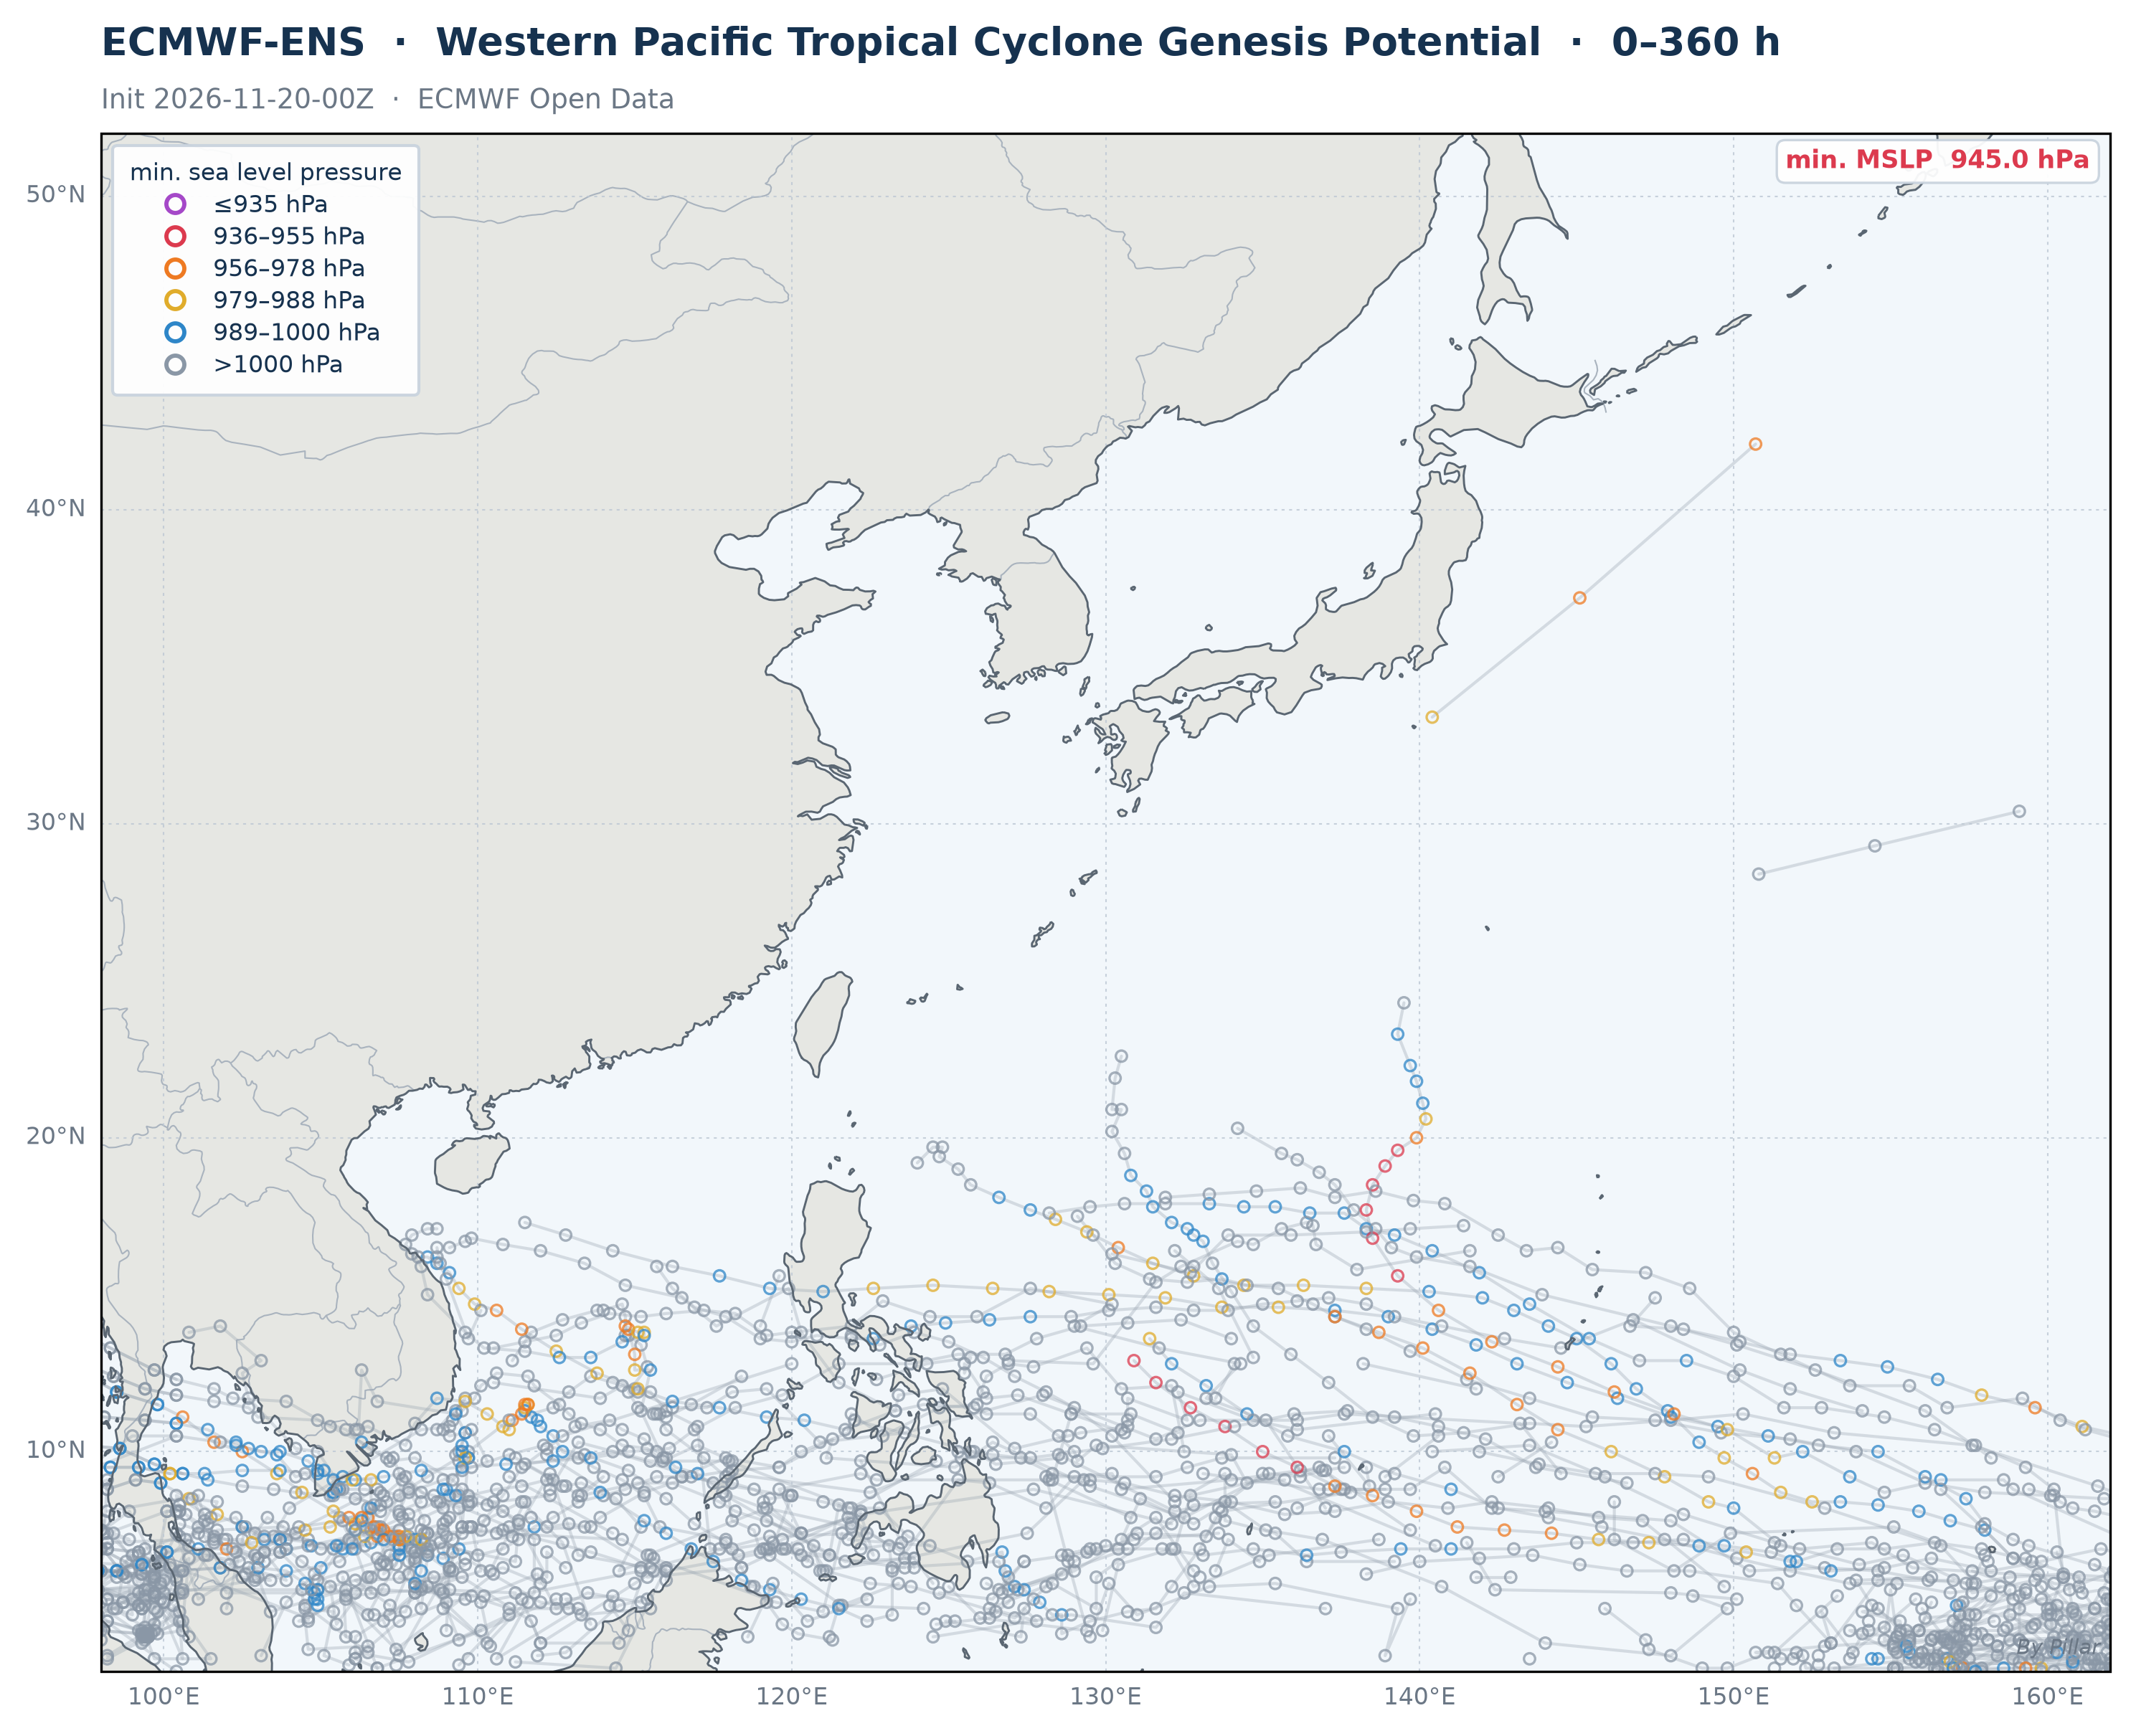 ECMWF-ENS · Western Pacific Tropical Cyclone Genesis Potential · 0–360 h
Init 2026-11-20-00Z · ECMWF Open Data
min. sea level pressure
≤935 hPa
936–955 hPa
956–978 hPa
979–988 hPa
989–1000 hPa
>1000 hPa
min. MSLP 945.0 hPa
50°N
40°N
30°N
20°N
10°N
By Pillar
100°E
110°E
120°E
130°E
140°E
150°E
160°E